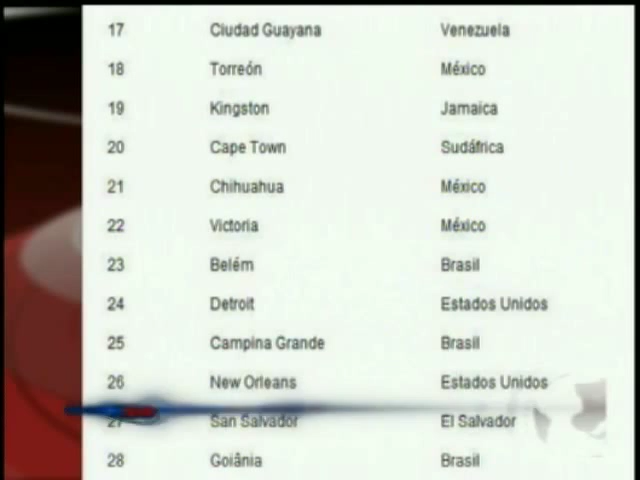 17 Ciudad Guayana Venezuela
18 Torreón México
19 Kingston Jamaica
20 Cape Town Sudáfrica
21 Chihuahua México
22 Victoria México
23 Belém Brasil
24 Detroit Estados Unidos
25 Campina Grande Brasil
26 New Orleans Estados Unidos
27 San Salvador El Salvador
28 Goiânia Brasil